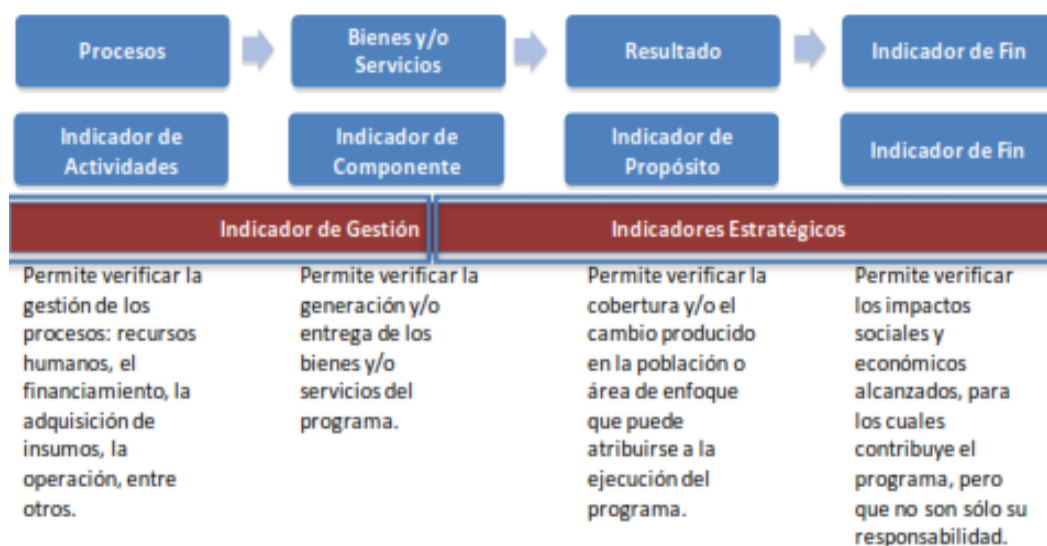 Procesos
Bienes y/o
Servicios
Resultado
Indicador de Fin
Indicador de
Actividades
Indicador de
Componente
Indicador de
Propósito
Indicador de Fin
Indicador de Gestión
Indicadores Estratégicos
Permite verificar la
gestión de los
procesos: recursos
humanos, el
financiamiento, la
adquisición de
insumos, la
operación, entre
otros.
Permite verificar la
generación y/o
entrega de los
bienes y/o
servicios del
programa.
Permite verificar la
cobertura y/o el
cambio producido
en la población o
área de enfoque
que puede
atribuirse a la
ejecución del
programa.
Permite verificar
los impactos
sociales y
económicos
alcanzados, para
los cuales
contribuye el
programa, pero
que no son sólo su
responsabilidad.